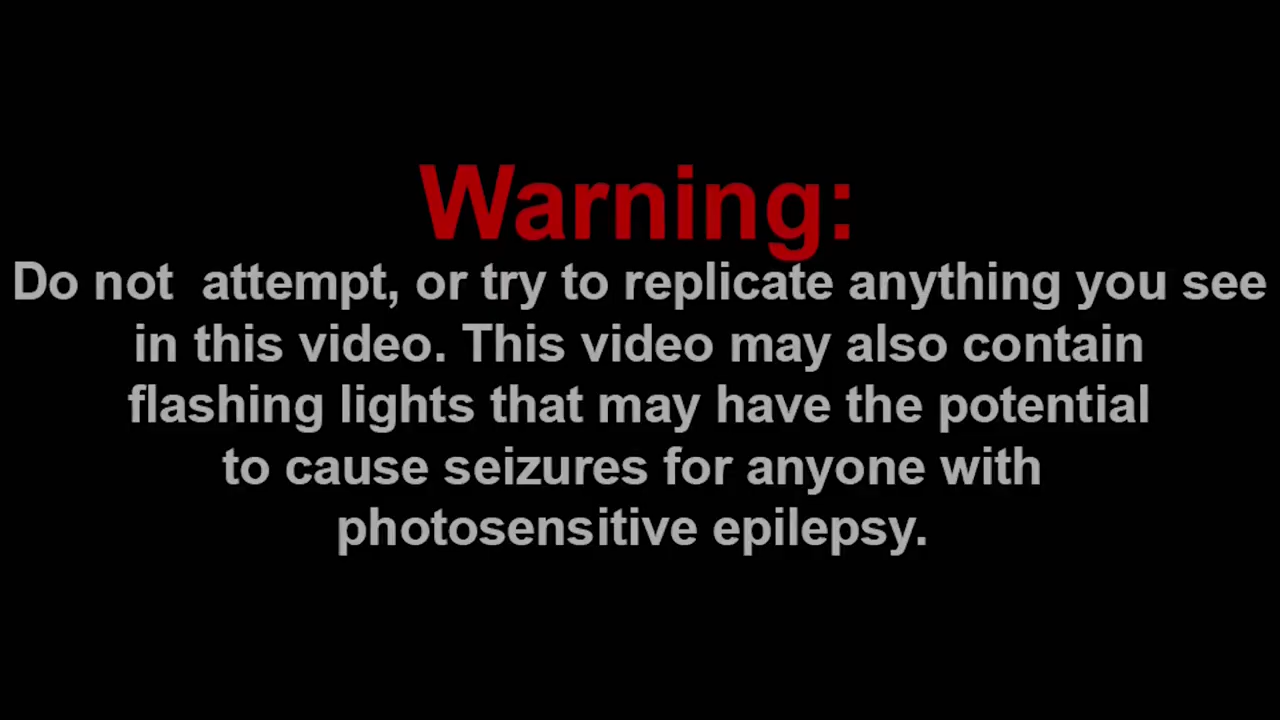 Warning:
Do not  attempt, or try to replicate anything you see
in this video. This video may also contain
flashing lights that may have the potential
to cause seizures for anyone with
photosensitive epilepsy.